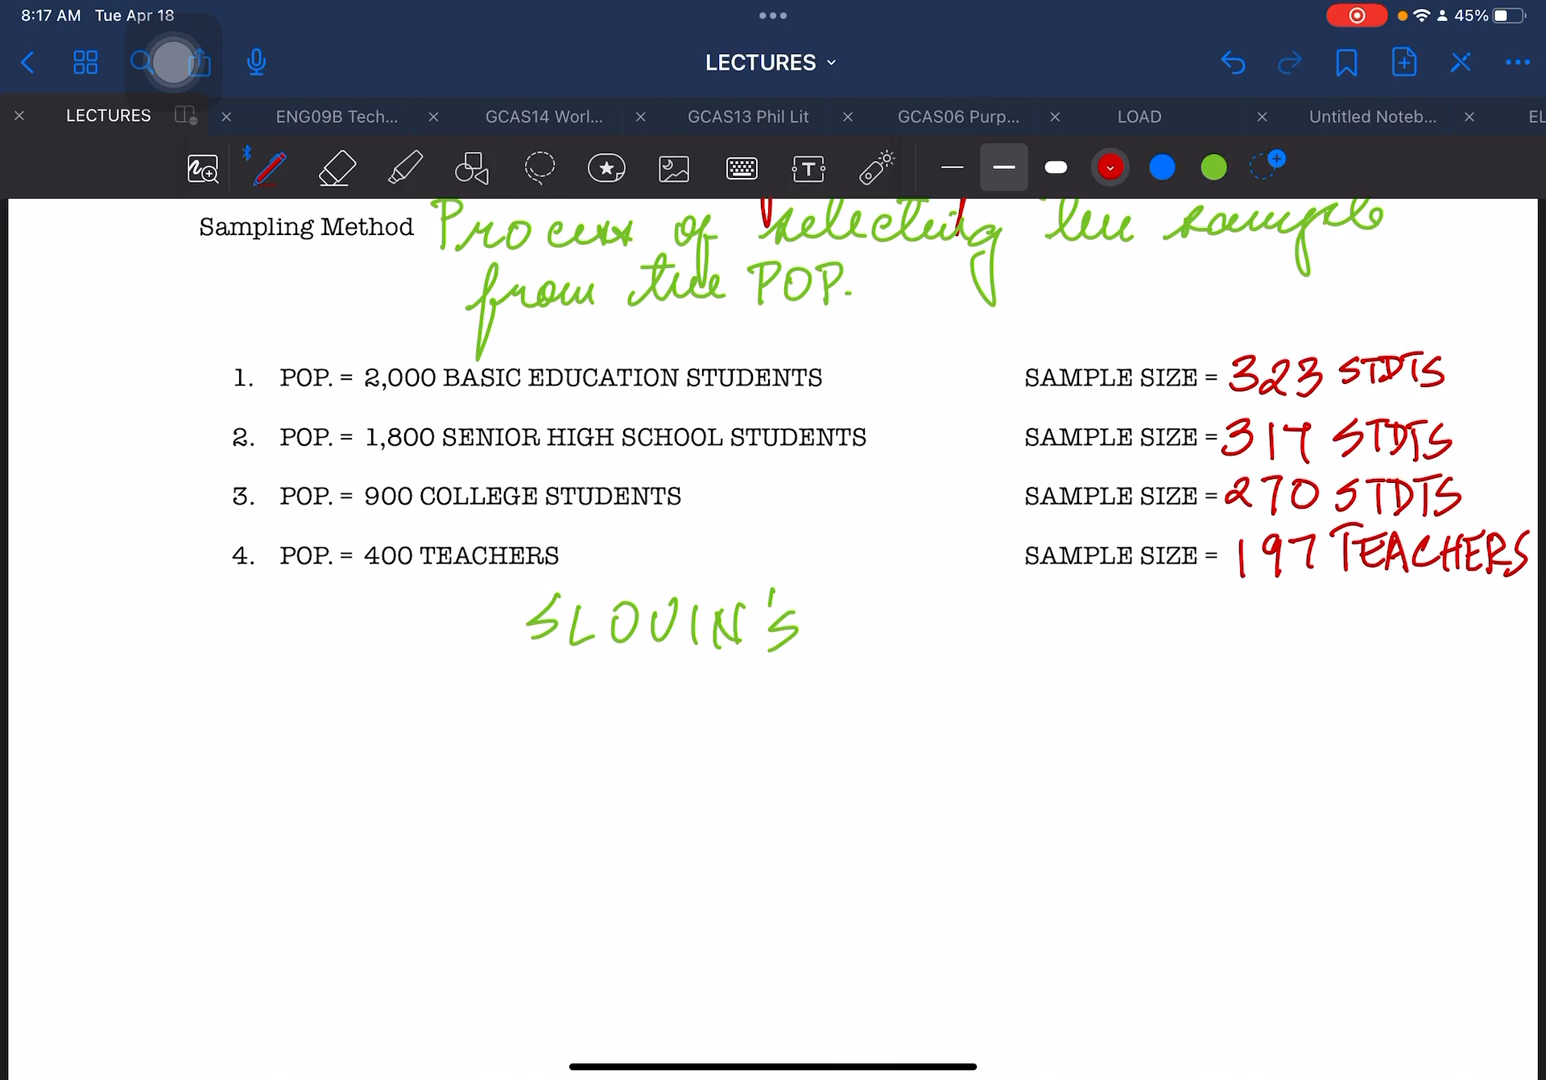 8:17 AM Tue Apr 18
45%
LECTURES
LECTURES
ENG09B Tech...
GCAS14 Worl...
GCAS13 Phil Lit
GCAS06 Purp...
LOAD
Untitled Noteb...
EL
Sampling Method Process of selecting the sample
from the POP.
1. POP. = 2,000 BASIC EDUCATION STUDENTS SAMPLE SIZE = 323 STDTS
2. POP. = 1,800 SENIOR HIGH SCHOOL STUDENTS SAMPLE SIZE = 317 STDTS
3. POP. = 900 COLLEGE STUDENTS SAMPLE SIZE = 270 STDTS
4. POP. = 400 TEACHERS SAMPLE SIZE = 197 TEACHERS
SLOVIN'S